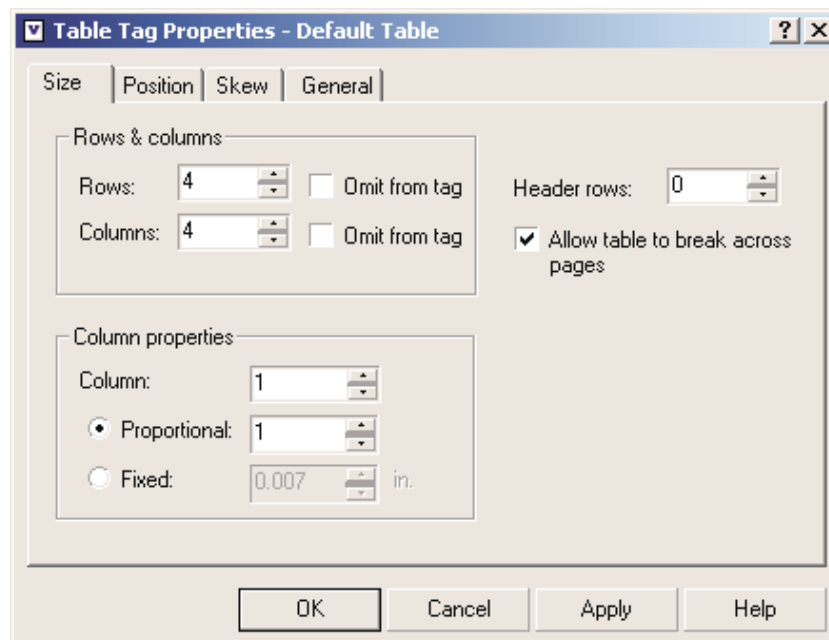 Table Tag Properties - Default Table
Size Position Skew General
Rows & columns
Rows: 4 Omit from tag
Columns: 4 Omit from tag
Header rows: 0
Allow table to break across
pages
Column properties
Column: 1
Proportional: 1
Fixed: 0.007 in.
OK Cancel Apply Help